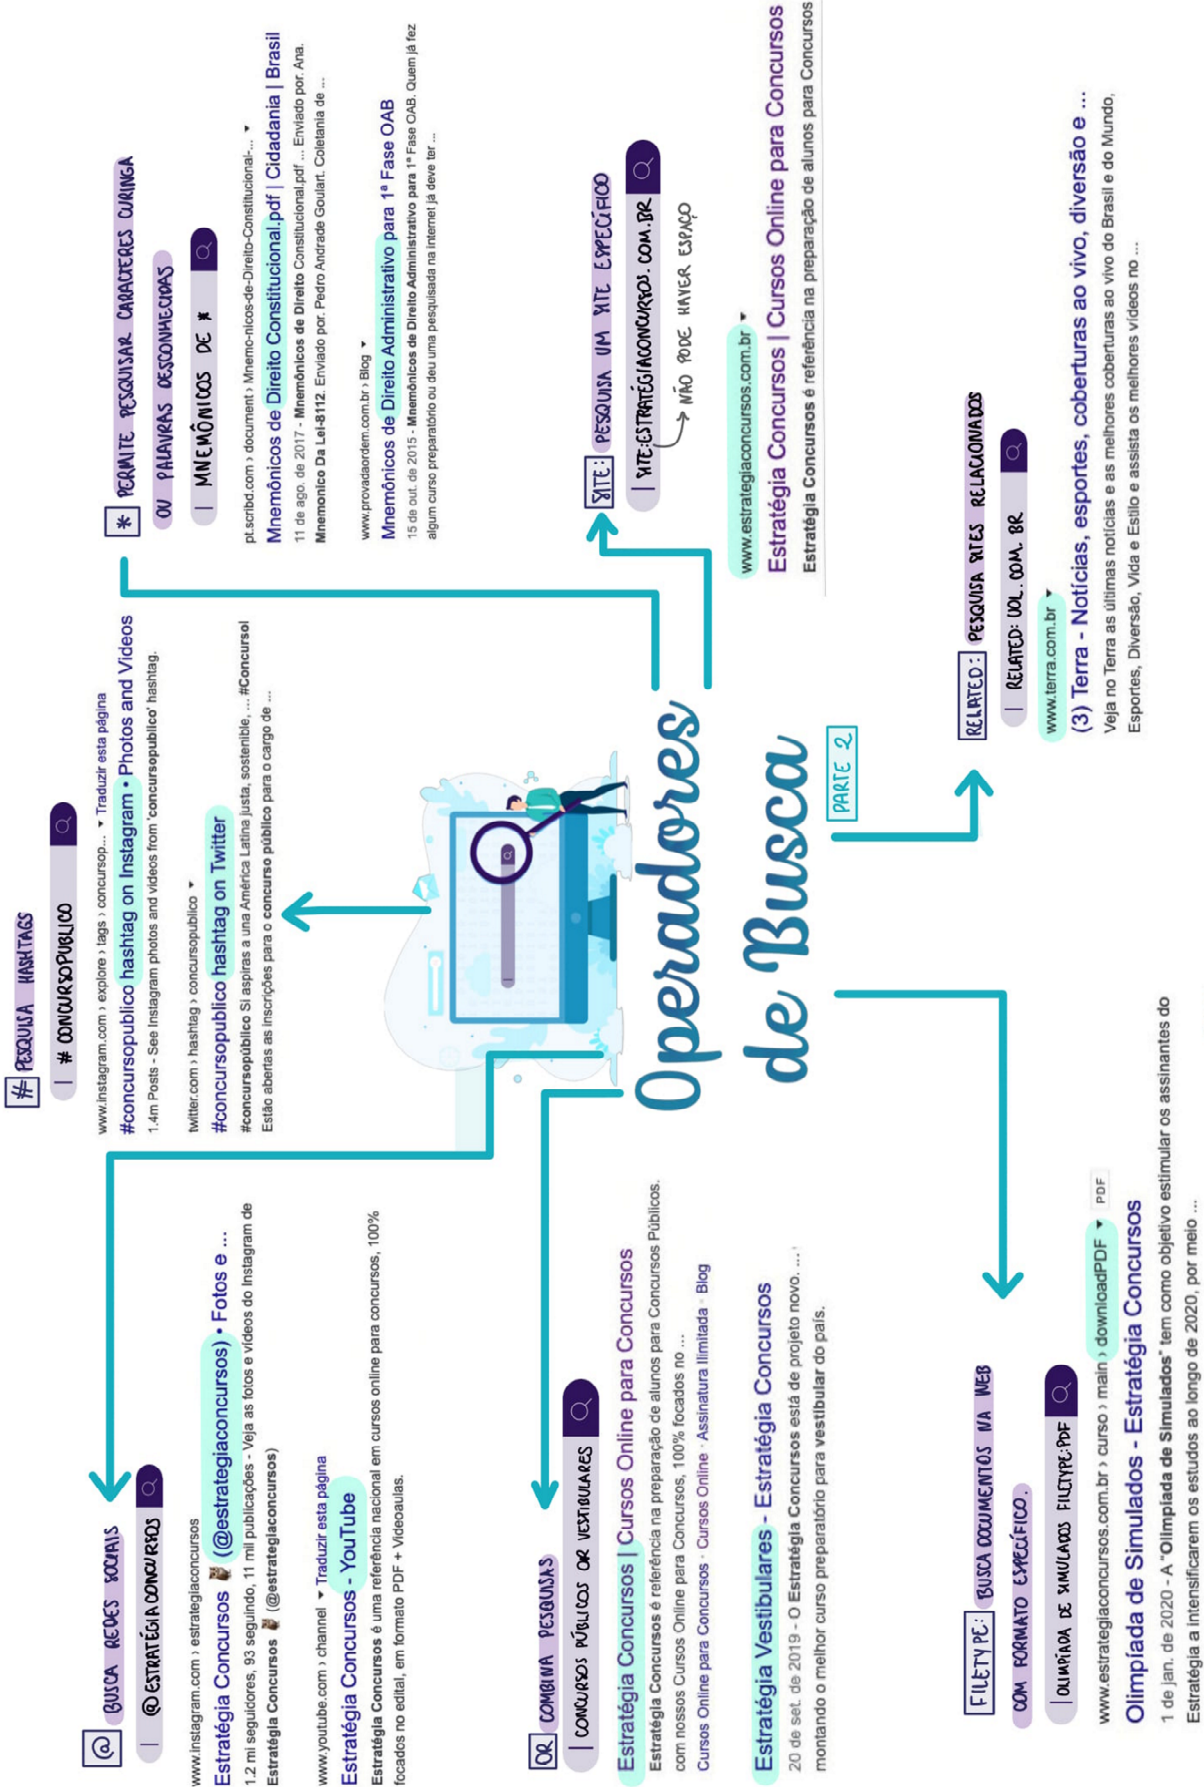 @ BUSCA REDES SOCIAIS
@ESTRATÉGIACONCURSOS
www.instagram.com › estrategiaconcursos
Estratégia Concursos (@estrategiaconcursos) • Fotos e ...
1.2 mi seguidores, 93 seguindo, 11 mil publicações - Veja as fotos e vídeos do Instagram de
Estratégia Concursos (@estrategiaconcursos)
www.youtube.com › channel ▾ Traduzir esta página
Estratégia Concursos - YouTube
Estratégia Concursos é uma referência nacional em cursos online para concursos, 100%
focados no edital, em formato PDF + Videoaulas.
# PESQUISA HASHTAGS
# CONCURSOPUBLICO
www.instagram.com › explore › tags › concursop... ▾ Traduzir esta página
#concursopublico hashtag on Instagram • Photos and Videos
1.4m Posts - See Instagram photos and videos from 'concursopublico' hashtag.
twitter.com › hashtag › concursopublico ▾
#concursopublico hashtag on Twitter
#concursopúblico Si aspiras a una América Latina justa, sostenible, ... #Concursol
Estão abertas as inscrições para o concurso público para o cargo de ...
* PERMITE PESQUISAR CARACTERES CURINGA
OU PALAVRAS DESCONHECIDAS
MNEMÔNICOS DE *
pt.scribd.com › document › Mnemo-nicos-de-Direito-Constitucional-... ▾
Mnemônicos de Direito Constitucional.pdf | Cidadania | Brasil
11 de ago. de 2017 - Mnemônicos de Direito Constitucional.pdf ... Enviado por. Ana.
Mnemonico Da Lei-8112. Enviado por. Pedro Andrade Goulart. Coletania de ...
www.provadaordem.com.br › Blog ▾
Mnemônicos de Direito Administrativo para 1ª Fase OAB
15 de out. de 2015 - Mnemônicos de Direito Administrativo para 1ª Fase OAB. Quem já fez
algum curso preparatório ou deu uma pesquisada na internet já deve ter ...
OR COMBINA PESQUISAS
CONCURSOS PÚBLICOS OR VESTIBULARES
Estratégia Concursos | Cursos Online para Concursos
Estratégia Concursos é referência na preparação de alunos para Concursos Públicos.
com nossos Cursos Online para Concursos, 100% focados no ...
Cursos Online para Concursos · Cursos Online · Assinatura Ilimitada · Blog
Estratégia Vestibulares - Estratégia Concursos
20 de set. de 2019 - O Estratégia Concursos está de projeto novo. ...
montando o melhor curso preparatório para vestibular do país.
Operadores
de Busca
PARTE 2
SITE: PESQUISA UM SITE ESPECÍFICO
SITE:ESTRATÉGIACONCURSOS.COM.BR
NÃO PODE HAVER ESPAÇO
www.estrategiaconcursos.com.br ▾
Estratégia Concursos | Cursos Online para Concursos
Estratégia Concursos é referência na preparação de alunos para Concursos
FILETYPE: BUSCA DOCUMENTOS NA WEB
COM FORMATO ESPECÍFICO.
OLIMPÍADA DE SIMULADOS FILETYPE:PDF
www.estrategiaconcursos.com.br › curso › main › downloadPDF ▾ PDF
Olimpíada de Simulados - Estratégia Concursos
1 de jan. de 2020 - A "Olimpíada de Simulados" tem como objetivo estimular os assinantes do
Estratégia a intensificarem os estudos ao longo de 2020, por meio ...
RELATED: PESQUISA SITES RELACIONADOS
RELATED: UOL.COM.BR
www.terra.com.br ▾
(3) Terra - Notícias, esportes, coberturas ao vivo, diversão e ...
Veja no Terra as últimas notícias e as melhores coberturas ao vivo do Brasil e do Mundo,
Esportes, Diversão, Vida e Estilo e assista os melhores vídeos no ...